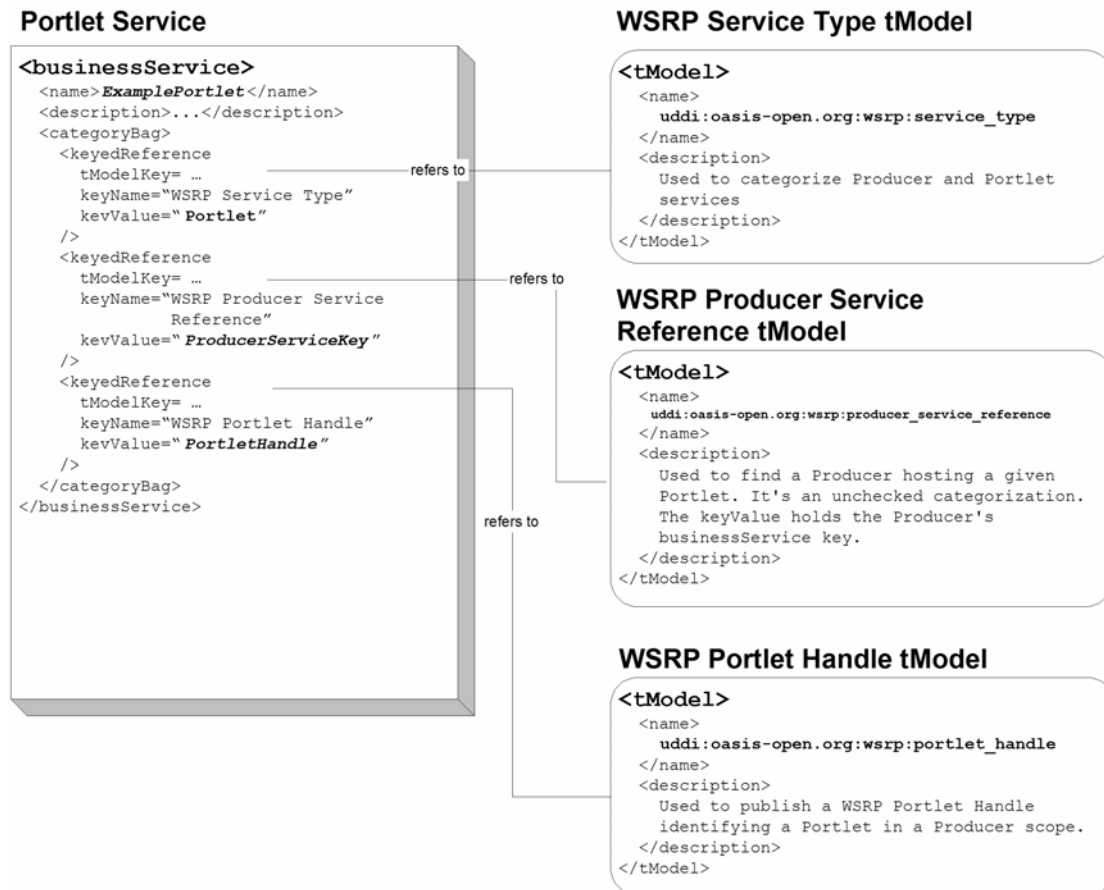 Portlet Service
<businessService>
<name>ExamplePortlet</name>
<description>...</description>
<categoryBag>
<keyedReference
tModelKey= …
keyName="WSRP Service Type”
kevValue=“Portlet”
/>
<keyedReference
tModelKey= …
keyName=“WSRP Producer Service
Reference”
kevValue=“ProducerServiceKey”
/>
<keyedReference
tModelKey= …
keyName=“WSRP Portlet Handle”
kevValue=“PortletHandle”
/>
</categoryBag>
</businessService>
refers to
refers to
refers to
WSRP Service Type tModel
<tModel>
<name>
uddi:oasis-open.org:wsrp:service_type
</name>
<description>
Used to categorize Producer and Portlet
services
</description>
</tModel>
WSRP Producer Service
Reference tModel
<tModel>
<name>
uddi:oasis-open.org:wsrp:producer_service_reference
</name>
<description>
Used to find a Producer hosting a given
Portlet. It's an unchecked categorization.
The keyValue holds the Producer's
businessService key.
</description>
</tModel>
WSRP Portlet Handle tModel
<tModel>
<name>
uddi:oasis-open.org:wsrp:portlet_handle
</name>
<description>
Used to publish a WSRP Portlet Handle
identifying a Portlet in a Producer scope.
</description>
</tModel>